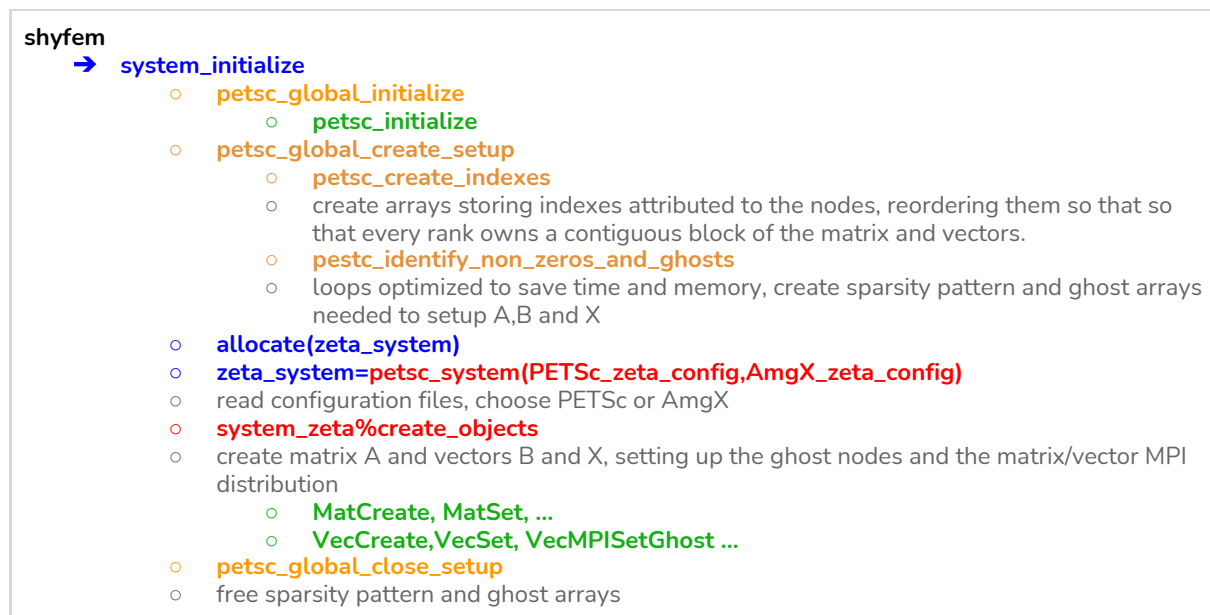 shyfem
➔ system_initialize
○ petsc_global_initialize
○ petsc_initialize
○ petsc_global_create_setup
○ petsc_create_indexes
○ create arrays storing indexes attributed to the nodes, reordering them so that so
that every rank owns a contiguous block of the matrix and vectors.
○ pestc_identify_non_zeros_and_ghosts
○ loops optimized to save time and memory, create sparsity pattern and ghost arrays
needed to setup A,B and X
○ allocate(zeta_system)
○ zeta_system=petsc_system(PETSc_zeta_config,AmgX_zeta_config)
○ read configuration files, choose PETSc or AmgX
○ system_zeta%create_objects
○ create matrix A and vectors B and X, setting up the ghost nodes and the matrix/vector MPI
distribution
○ MatCreate, MatSet, ...
○ VecCreate,VecSet, VecMPISetGhost ...
○ petsc_global_close_setup
○ free sparsity pattern and ghost arrays